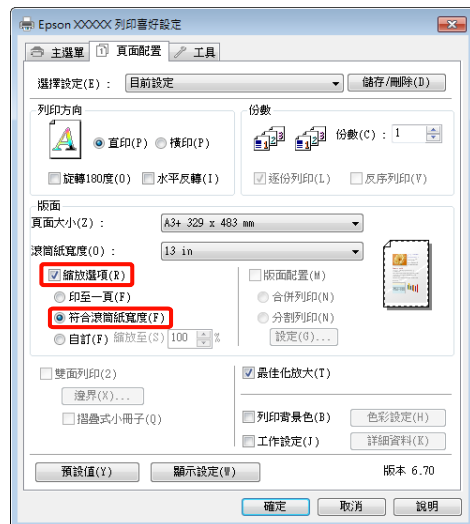 Epson XXXXX 列印喜好設定
主選單 頁面配置 工具
選擇設定(E) : 目前設定 儲存/刪除(D)
列印方向 份數
直印(P) 橫印(P) 份數(C) : 1
旋轉180度(O) 水平反轉(I) 逐份列印(L) 反序列印(V)
版面
頁面大小(Z) : A3+ 329 x 483 mm
滾筒紙寬度(O) : 13 in
縮放選項(R) 版面配置(M)
印至一頁(F) 合併列印(N)
符合滾筒紙寬度(F) 分割列印(N)
自訂(F) 縮放至(S) 100 % 設定(G)...
雙面列印(2) 最佳化放大(T)
邊界(X)...
摺疊式小冊子(Q) 列印背景色(B) 色彩設定(H)
工作設定(J) 詳細資料(K)
預設值(Y) 顯示設定(W) 版本 6.70
確定 取消 說明